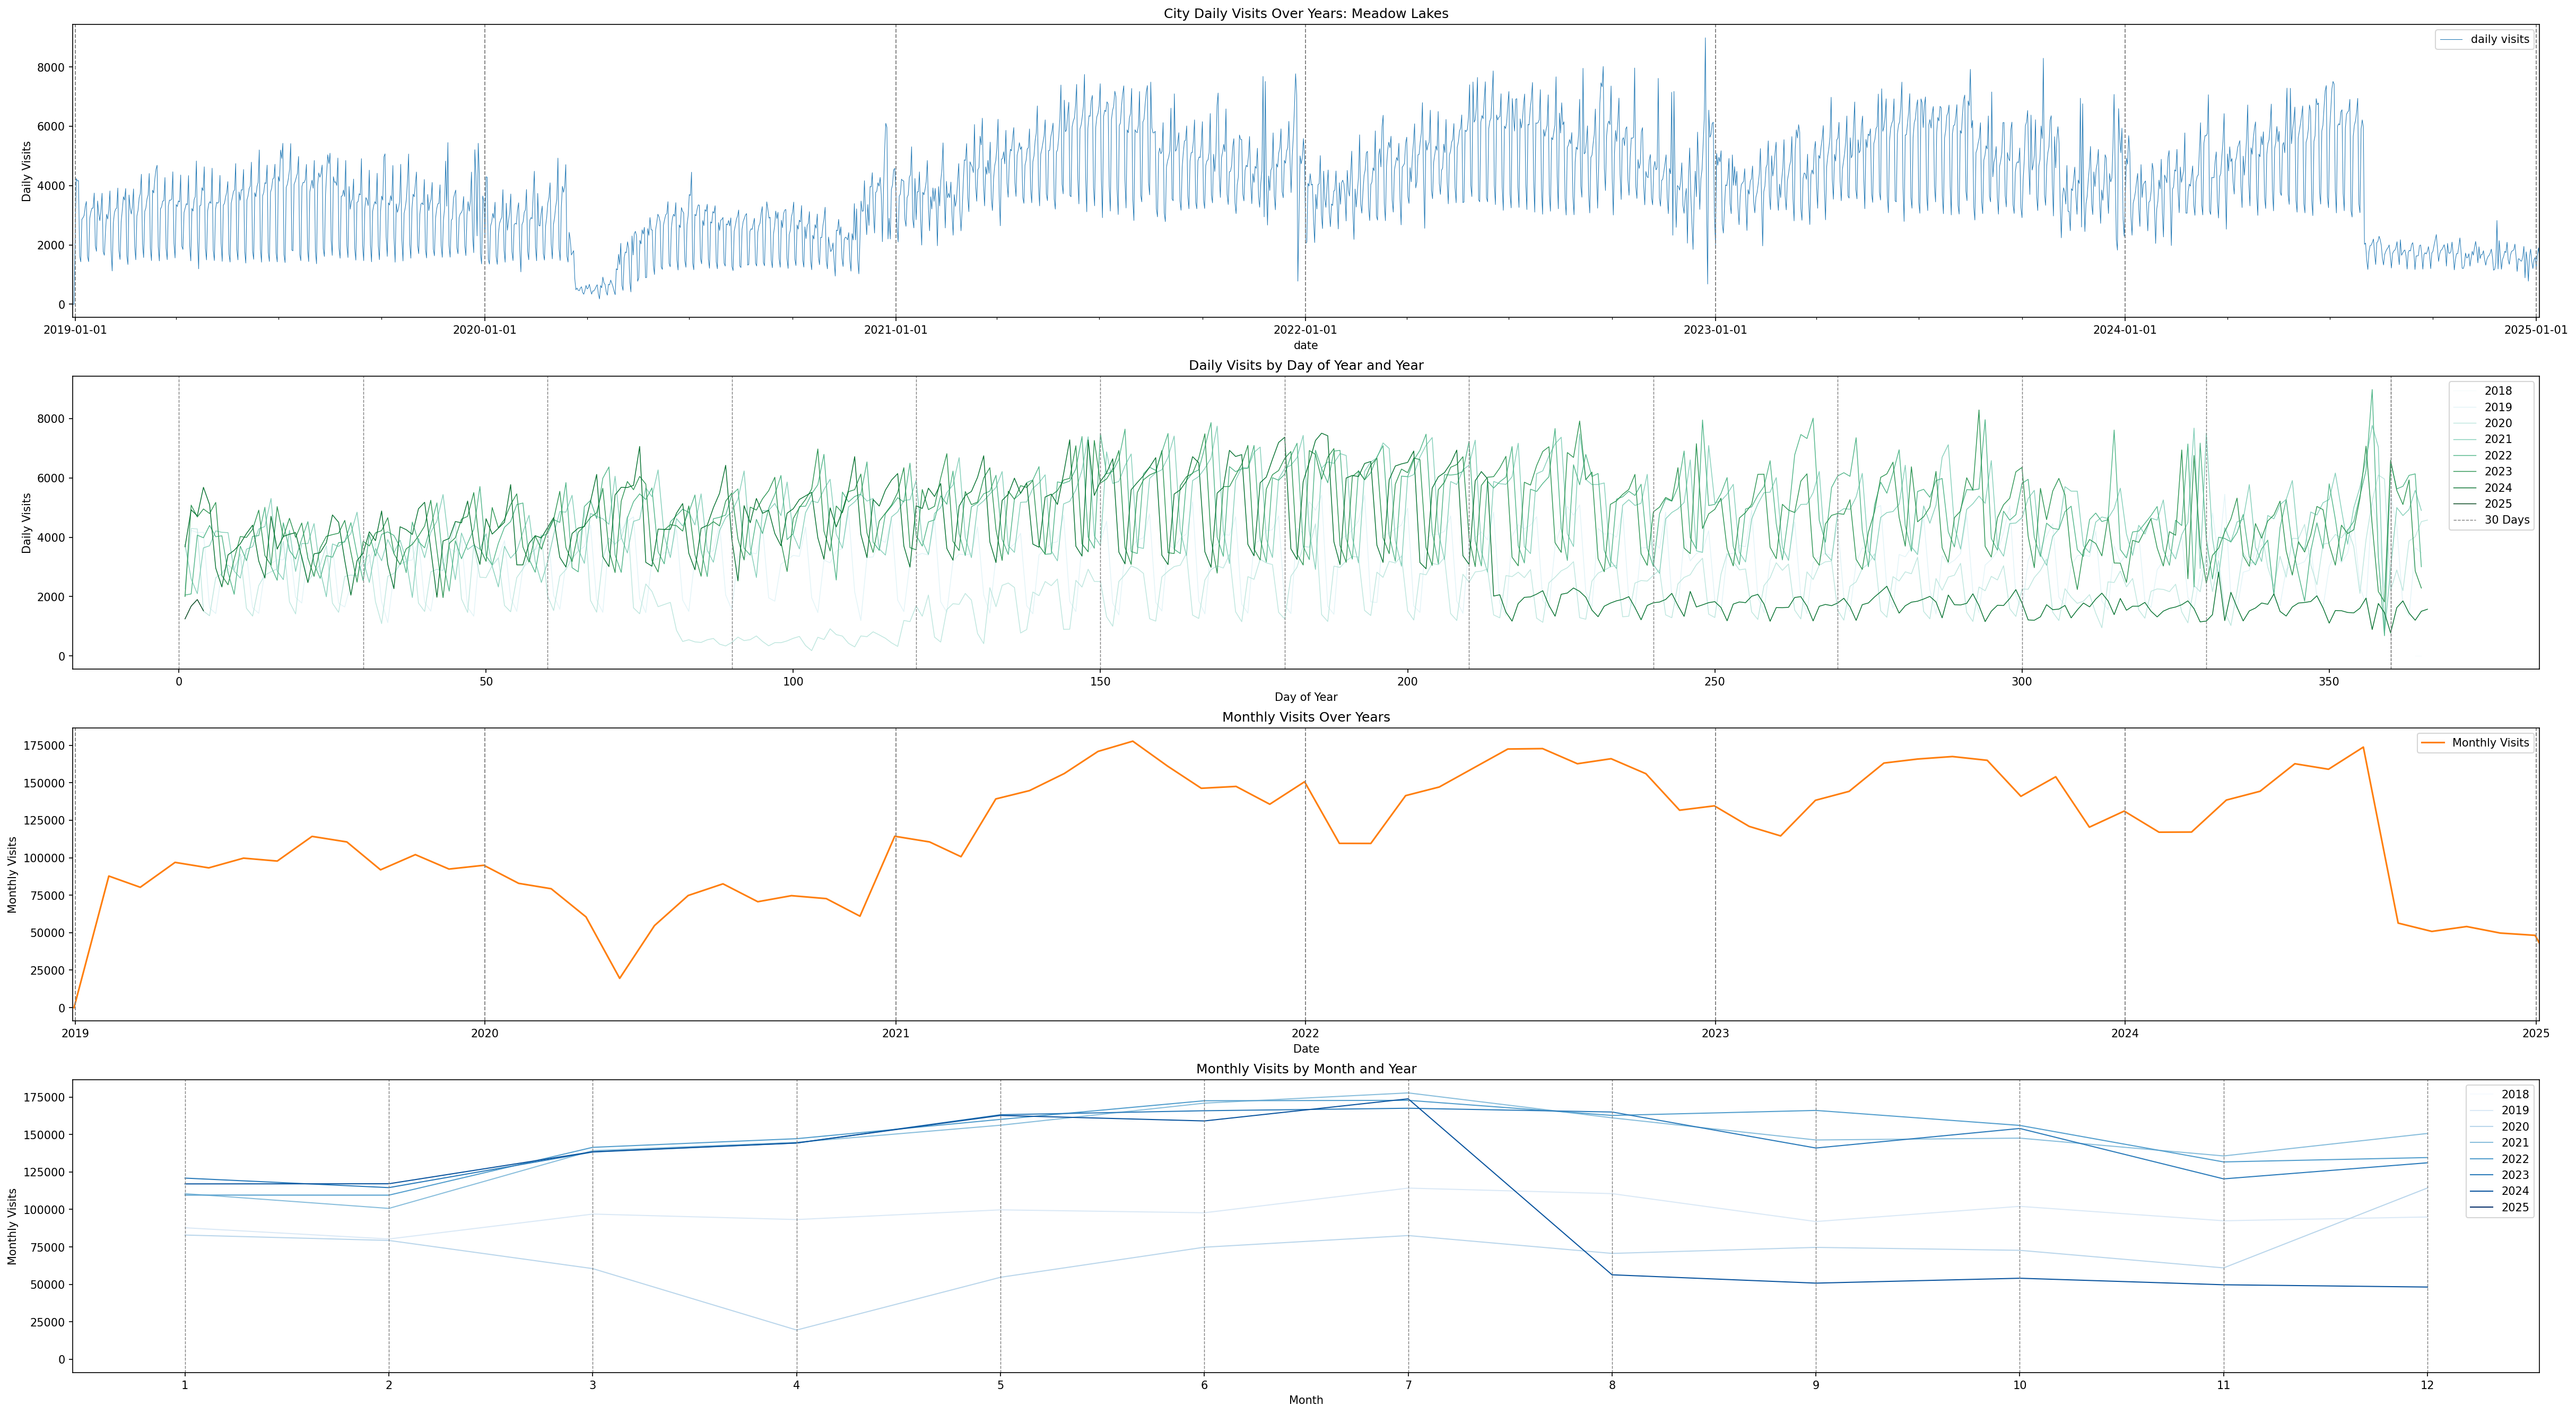 City Daily Visits Over Years: Meadow Lakes
daily visits
8000
6000
4000
2000
0
Daily Visits
2019-01-01 2020-01-01 2021-01-01 2022-01-01 2023-01-01 2024-01-01 2025-01-01
date
Daily Visits by Day of Year and Year
2018
2019
2020
2021
2022
2023
2024
2025
30 Days
8000
6000
4000
2000
0
Daily Visits
0 50 100 150 200 250 300 350
Day of Year
Monthly Visits Over Years
Monthly Visits
175000
150000
125000
100000
75000
50000
25000
0
Monthly Visits
2019 2020 2021 2022 2023 2024 2025
Date
Monthly Visits by Month and Year
2018
2019
2020
2021
2022
2023
2024
2025
175000
150000
125000
100000
75000
50000
25000
0
Monthly Visits
1 2 3 4 5 6 7 8 9 10 11 12
Month